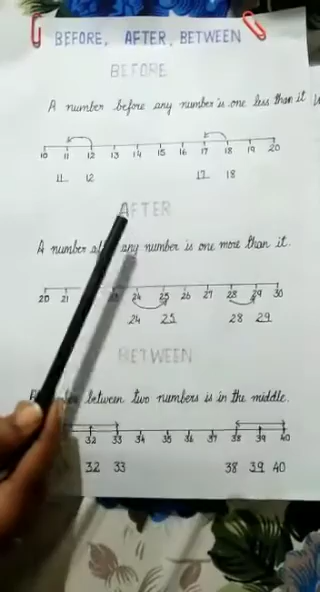 BEFORE, AFTER, BETWEEN
BEFORE
A number before any number is one less than it
10 11 12 13 14 15 16 17 18 19 20
11 12 17 18
AFTER
A number any number is one more than it.
20 21 23 24 25 26 27 28 29 30
24 25 28 29
BETWEEN
A between two numbers is in the middle.
32 33 34 35 36 37 38 39 40
32 33 38 39 40